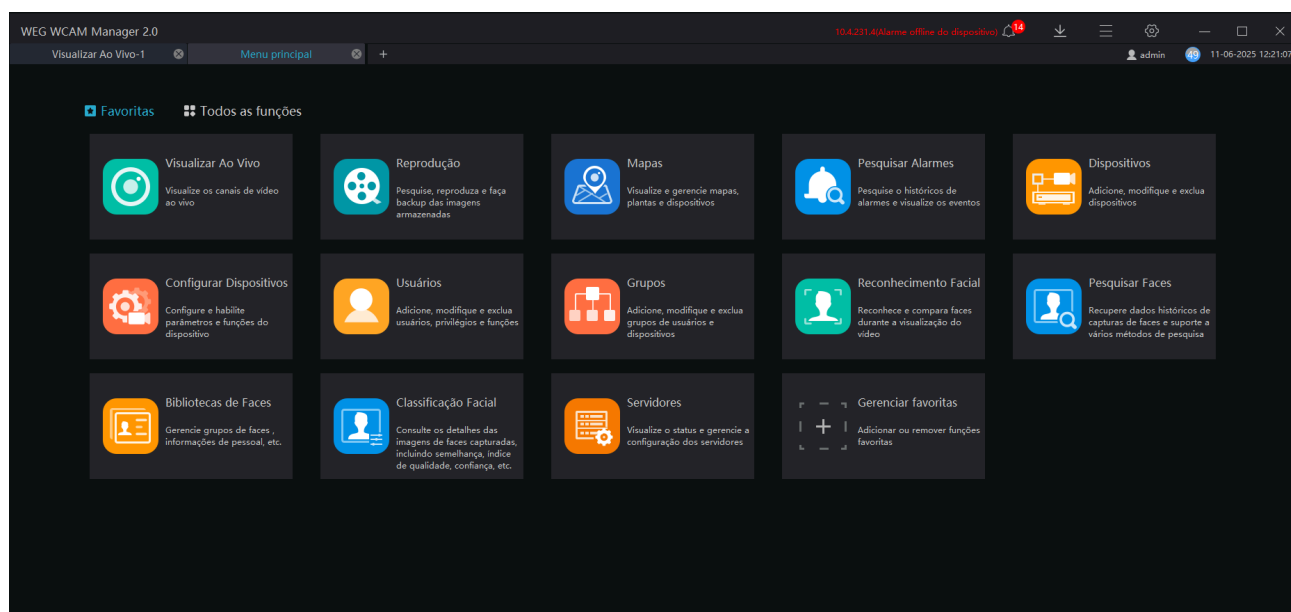 WEG WCAM Manager 2.0
10.4.231.4(Alarme offline do dispositivo) 14
Visualizar Ao Vivo-1
Menu principal
+
admin
49
11-06-2025 12:21:07
Favoritas
Todos as funções
Visualizar Ao Vivo
Visualize os canais de vídeo
ao vivo
Reprodução
Pesquise, reproduza e faça
backup das imagens
armazenadas
Mapas
Visualize e gerencie mapas,
plantas e dispositivos
Pesquisar Alarmes
Pesquise o históricos de
alarmes e visualize os eventos
Dispositivos
Adicione, modifique e exclua
dispositivos
Configurar Dispositivos
Configure e habilite
parâmetros e funções do
dispositivo
Usuários
Adicione, modifique e exclua
usuários, privilégios e funções
Grupos
Adicione, modifique e exclua
grupos de usuários e
dispositivos
Reconhecimento Facial
Reconhece e compara faces
durante a visualização do
vídeo
Pesquisar Faces
Recupere dados históricos de
capturas de faces e suporte a
vários métodos de pesquisa
Bibliotecas de Faces
Gerencie grupos de faces ,
informações de pessoal, etc.
Classificação Facial
Consulte os detalhes das
imagens de faces capturadas,
incluindo semelhança, índice
de qualidade, confiança, etc.
Servidores
Visualize o status e gerencie a
configuração dos servidores
Gerenciar favoritas
Adicionar ou remover funções
favoritas